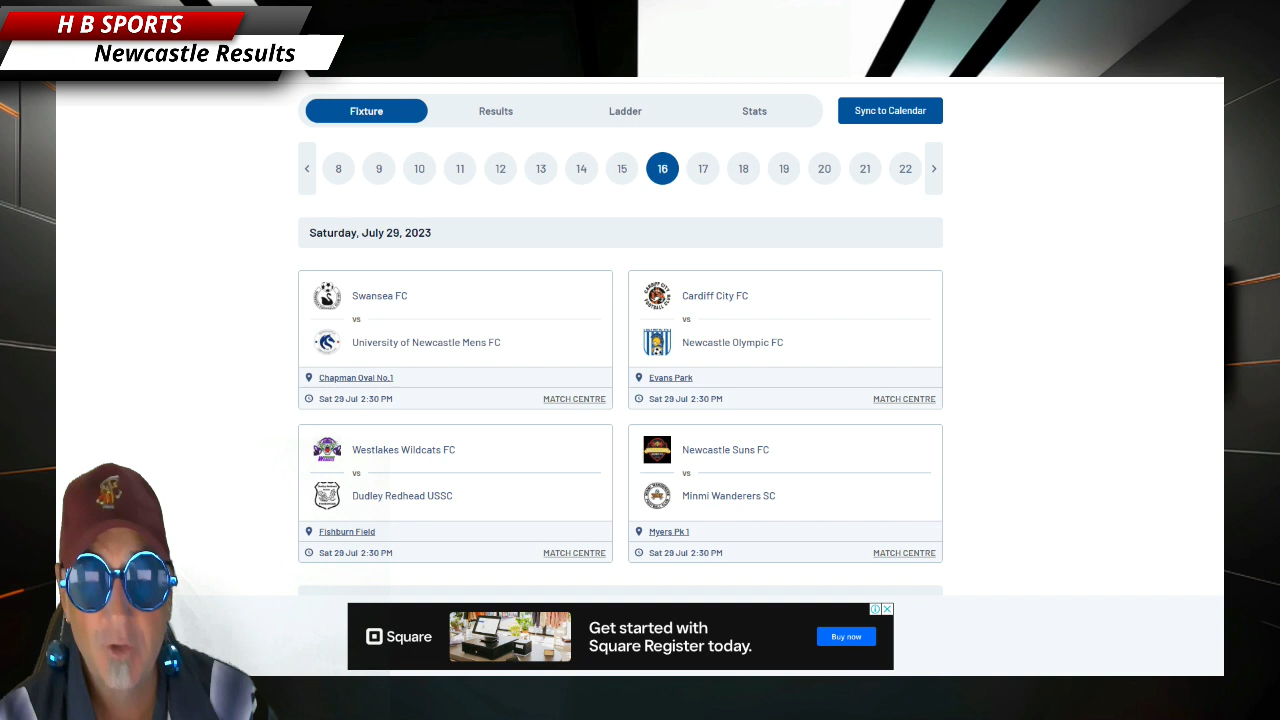 H B SPORTS
Newcastle Results
Fixture
Results
Ladder
Stats
Sync to Calendar
8 9 10 11 12 13 14 15 16 17 18 19 20 21 22
Saturday, July 29, 2023
Swansea FC
vs
University of Newcastle Mens FC
Chapman Oval No.1
Sat 29 Jul 2:30 PM
MATCH CENTRE
CARDIFF CITY
Cardiff City FC
vs
Newcastle Olympic FC
Evans Park
Sat 29 Jul 2:30 PM
MATCH CENTRE
Westlakes Wildcats FC
vs
Dudley Redhead USSC
Fishburn Field
Sat 29 Jul 2:30 PM
MATCH CENTRE
Newcastle Suns FC
vs
Minmi Wanderers SC
Myers Pk 1
Sat 29 Jul 2:30 PM
MATCH CENTRE
Square
Get started with
Square Register today.
Buy now